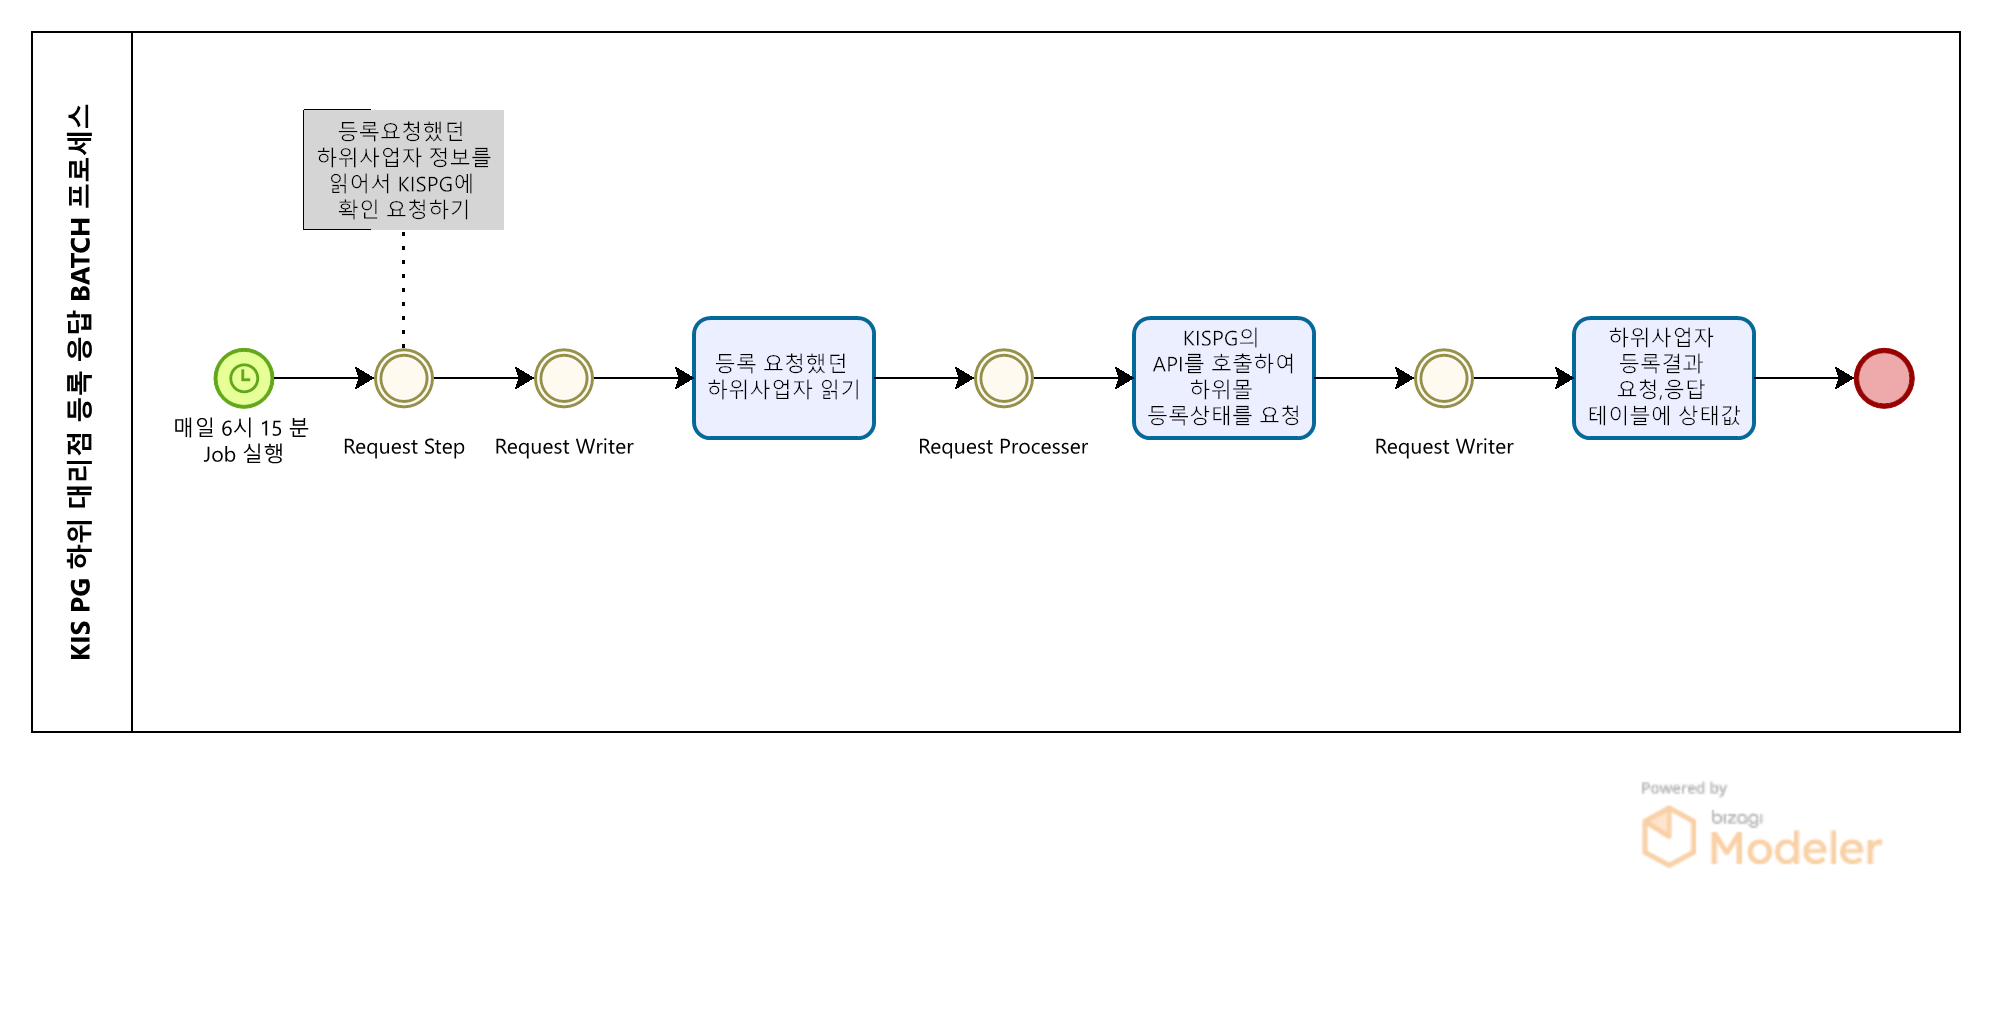 KIS PG 하위 대리점 등록 응답 BATCH 프로세스
등록요청했던
하위사업자 정보를
읽어서 KISPG에
확인 요청하기
매일 6시 15 분
Job 실행
Request Step
Request Writer
등록 요청했던
하위사업자 읽기
Request Processer
KISPG의
API를 호출하여
하위몰
등록상태를 요청
Request Writer
하위사업자
등록결과
요청,응답
테이블에 상태값
Powered by
bizagi
Modeler